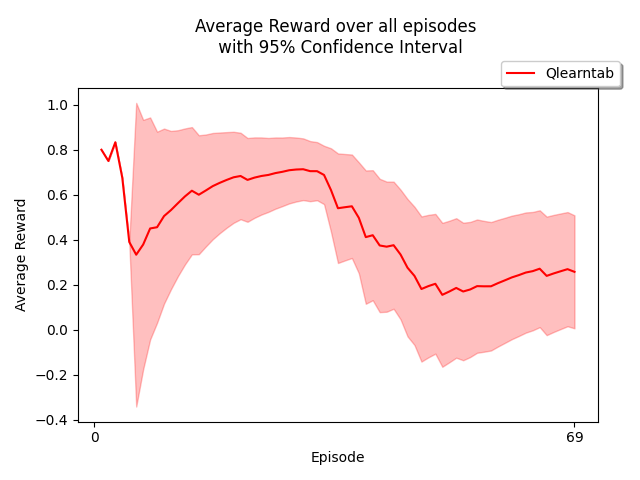 Average Reward over all episodes
with 95% Confidence Interval
Qlearntab
1.0
0.8
0.6
0.4
0.2
0.0
−0.2
−0.4
Average Reward
0
69
Episode